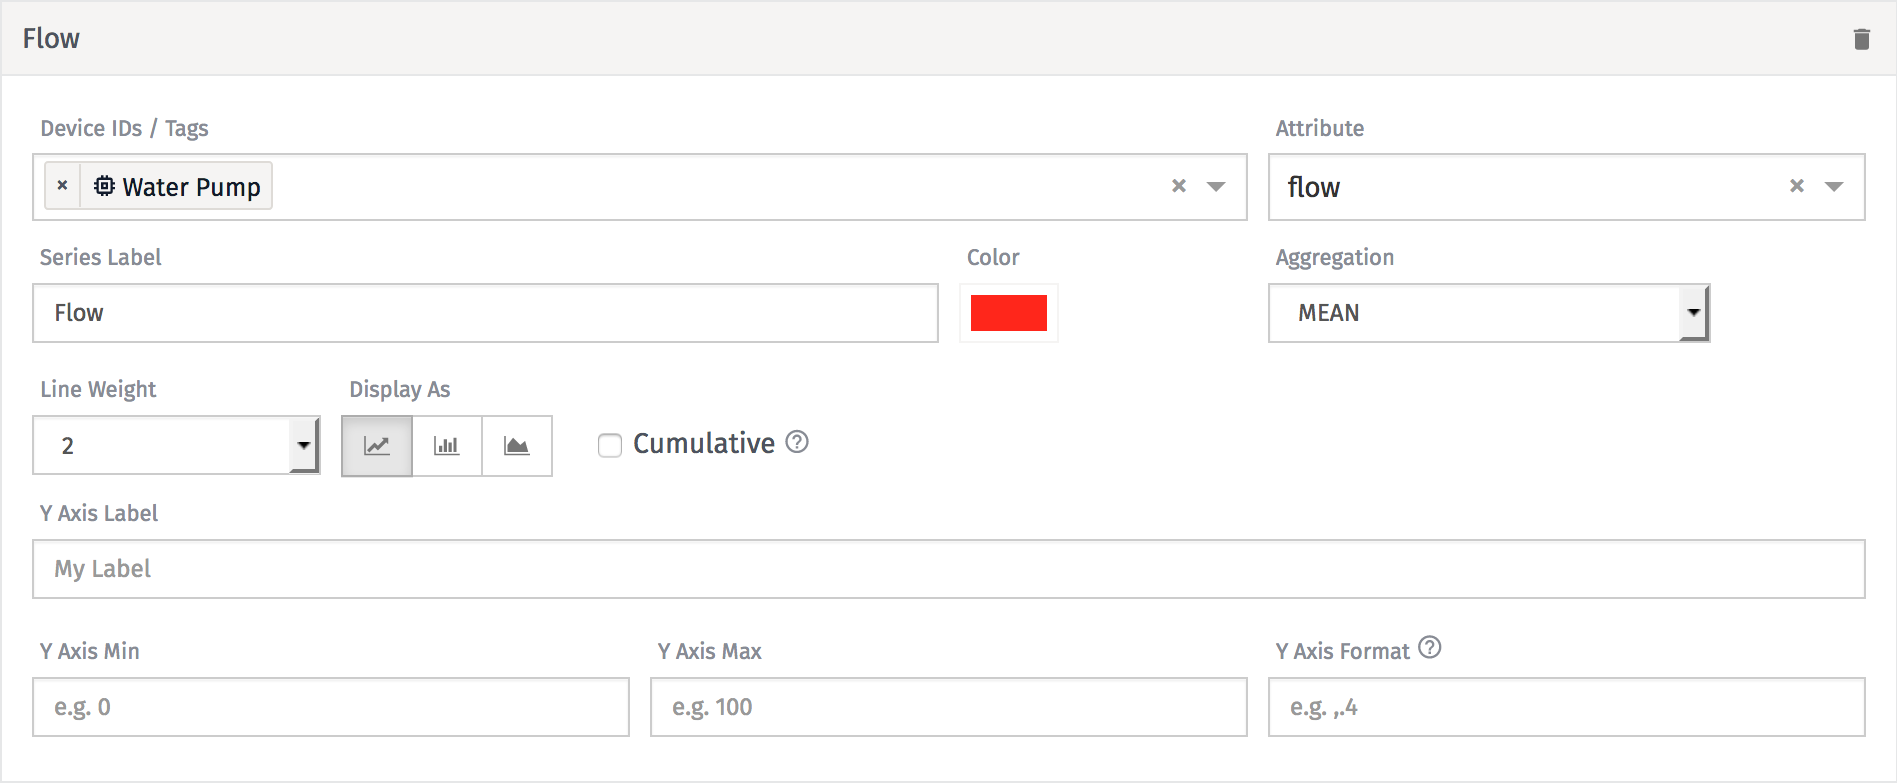 Flow
Device IDs / Tags
Attribute
× Water Pump ×
flow ×
Series Label
Color
Aggregation
Flow
MEAN
Line Weight
Display As
2
Cumulative ?
Y Axis Label
My Label
Y Axis Min
Y Axis Max
Y Axis Format ?
e.g. 0
e.g. 100
e.g. ,.4